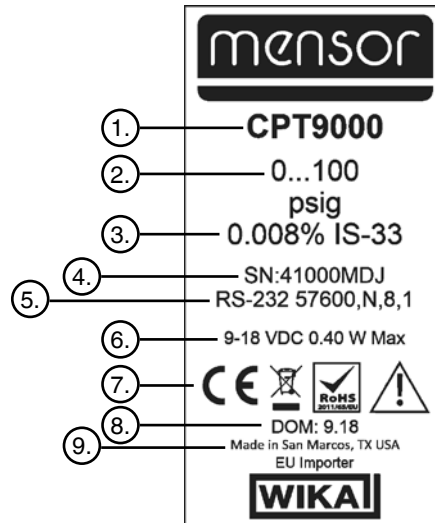 mensor
1. CPT9000
2. 0...100
psig
3. 0.008% IS-33
4. SN:41000MDJ
5. RS-232 57600,N,8,1
6. 9-18 VDC 0.40 W Max
7. CE RoHS
2011/65/EU
8. DOM: 9.18
9. Made in San Marcos, TX USA
EU Importer
WIKA